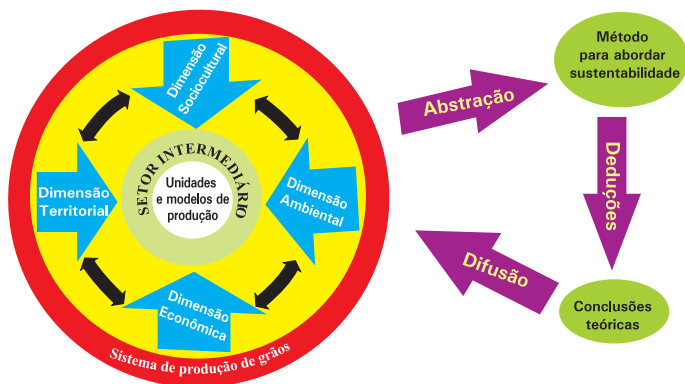 Dimensão
Sociocultural
SETOR INTERMEDIÁRIO
Unidades
e modelos de
produção
Dimensão
Territorial
Dimensão
Ambiental
Dimensão
Econômica
Sistema de produção de grãos
Abstração
Método
para abordar
sustentabilidade
Deduções
Conclusões
teóricas
Difusão